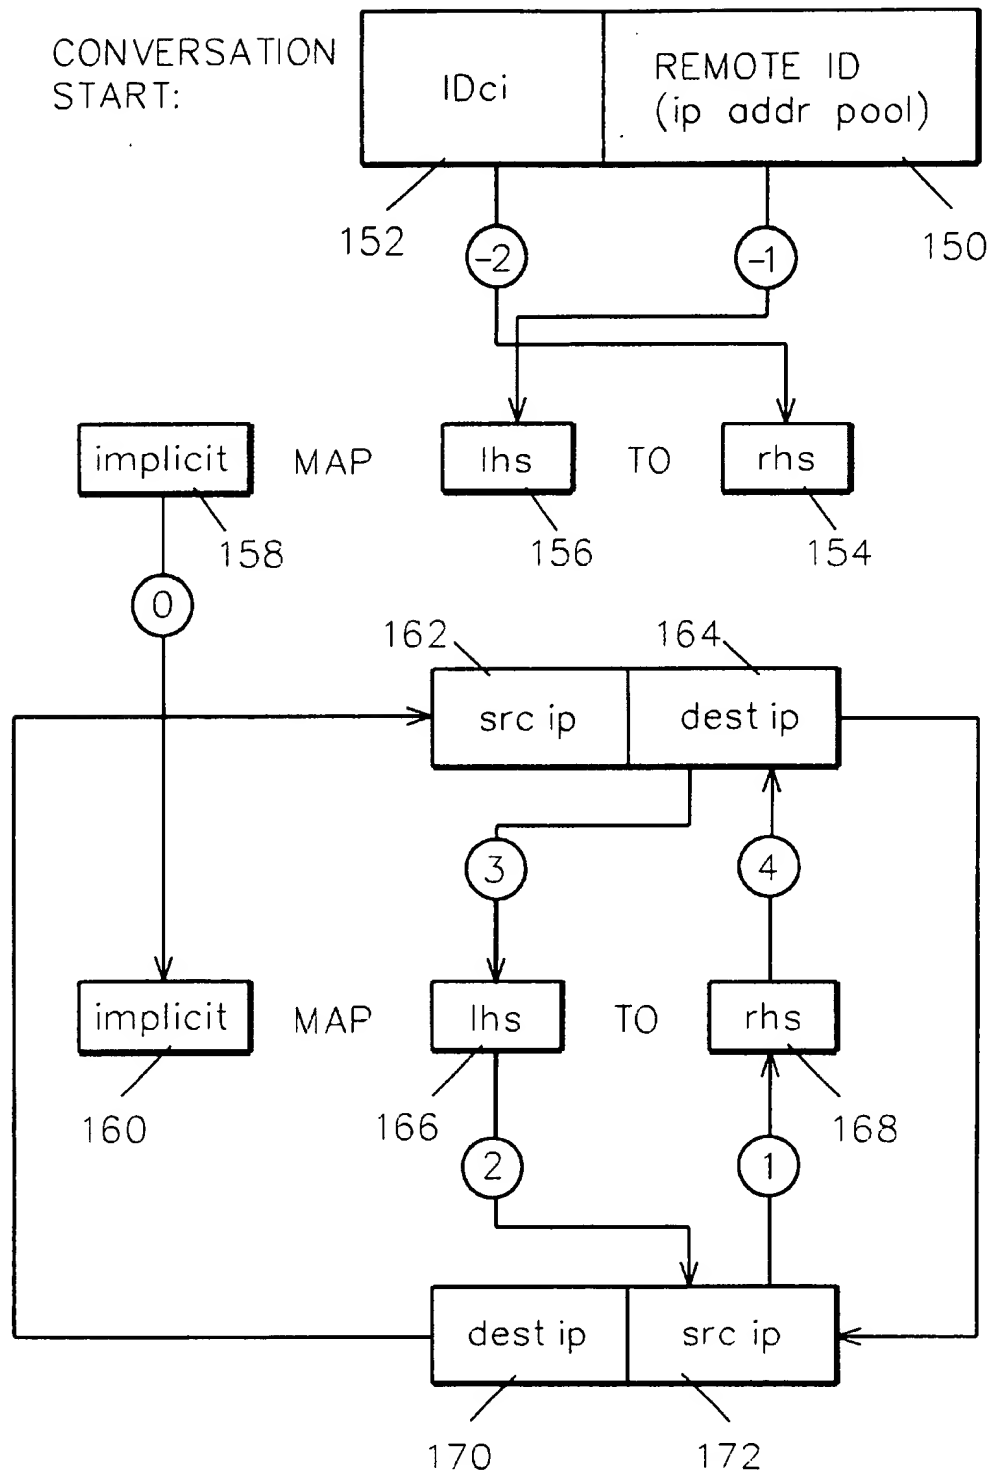 CONVERSATION
START:
IDci
REMOTE ID
(ip addr pool)
152
150
-2
-1
implicit MAP lhs TO rhs
158
156
154
0
162
164
src ip
dest ip
3
4
implicit MAP lhs TO rhs
160
166
168
2
1
dest ip
src ip
170
172